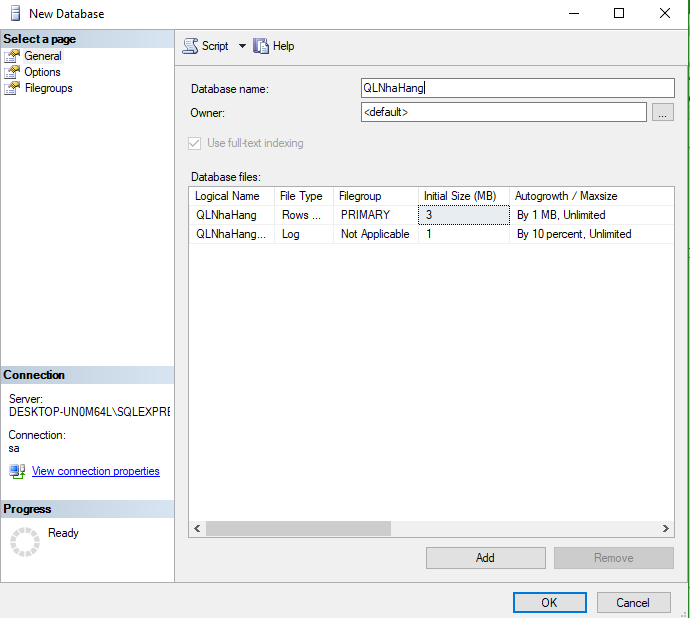 New Database
Select a page
General
Options
Filegroups
Script
Help
Database name:
QLNhaHang
Owner:
<default>
...
Use full-text indexing
Database files:
Logical Name File Type Filegroup Initial Size (MB) Autogrowth / Maxsize
QLNhaHang Rows ... PRIMARY 3 By 1 MB, Unlimited
QLNhaHang... Log Not Applicable 1 By 10 percent, Unlimited
Connection
Server:
DESKTOP-UN0M64L\SQLEXPRE
Connection:
sa
View connection properties
Progress
Ready
Add
Remove
OK
Cancel